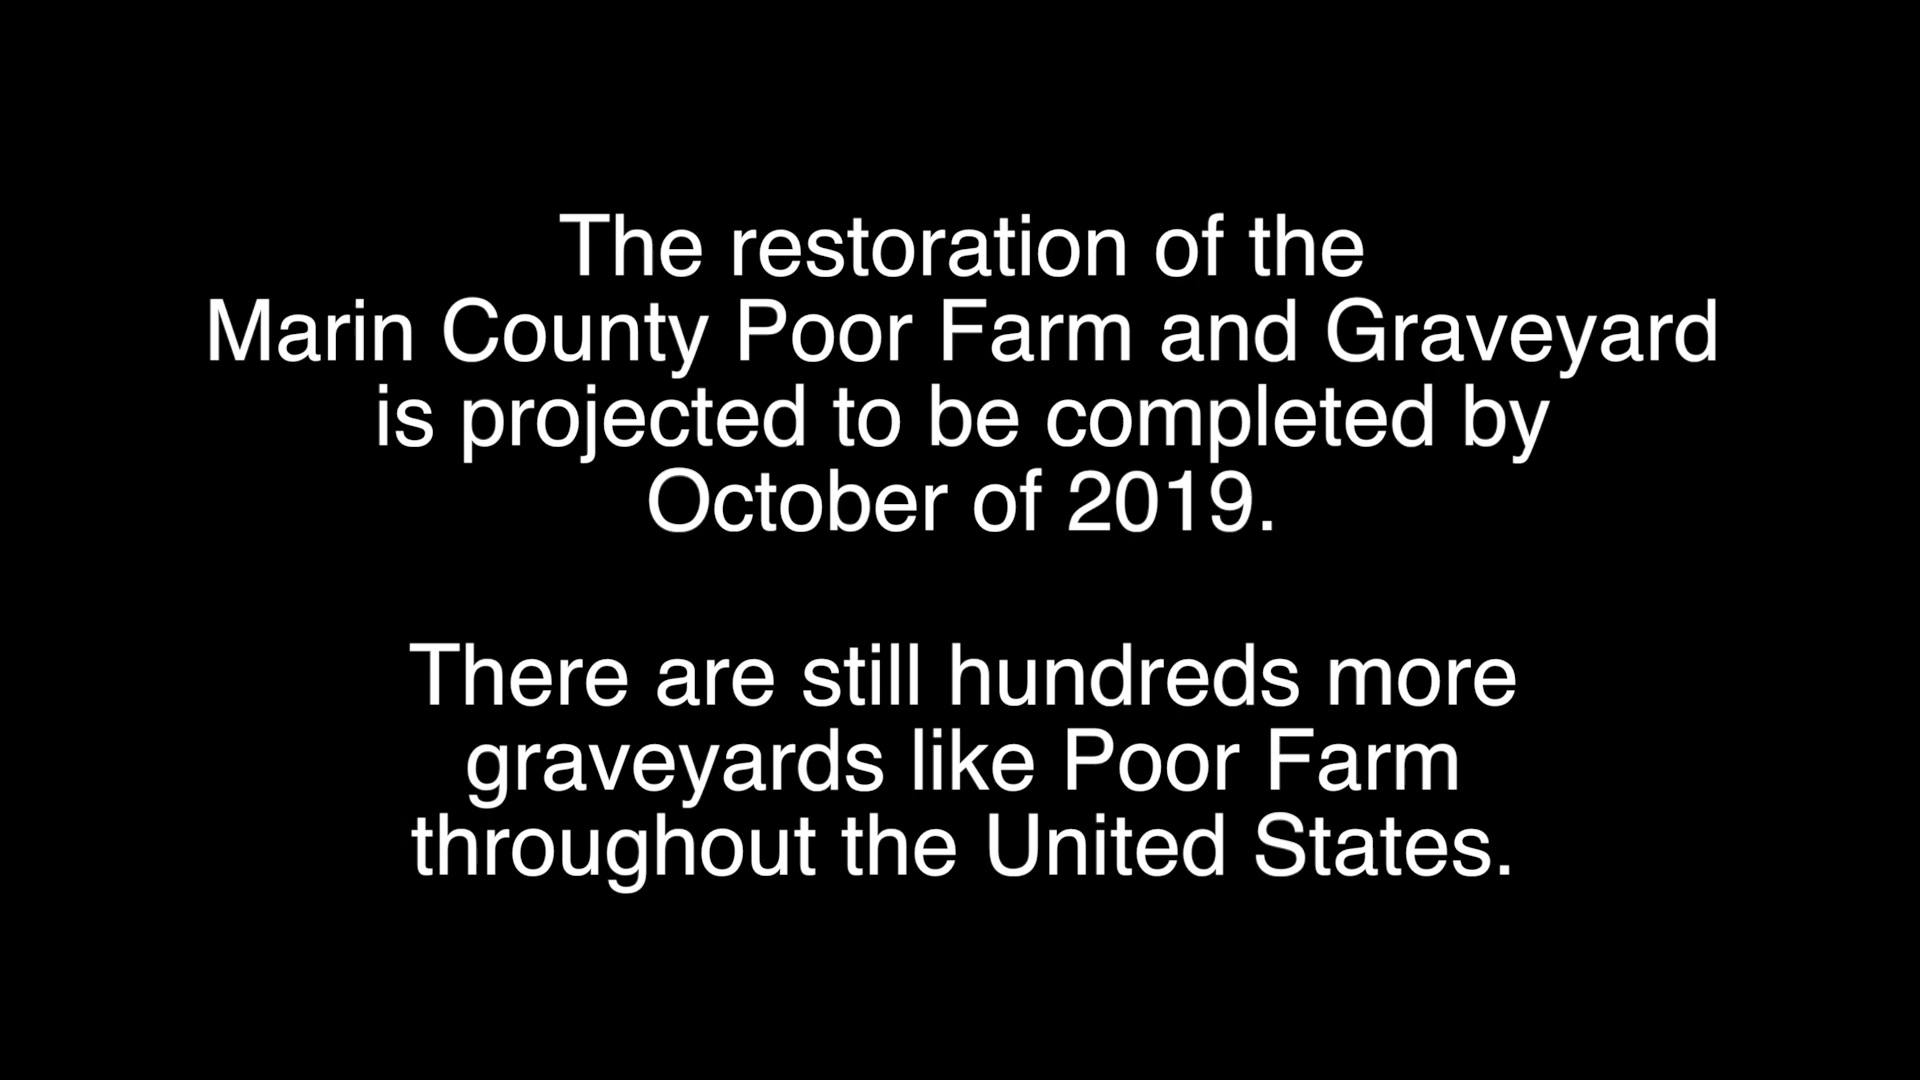 The restoration of the
Marin County Poor Farm and Graveyard
is projected to be completed by
October of 2019.
There are still hundreds more
graveyards like Poor Farm
throughout the United States.